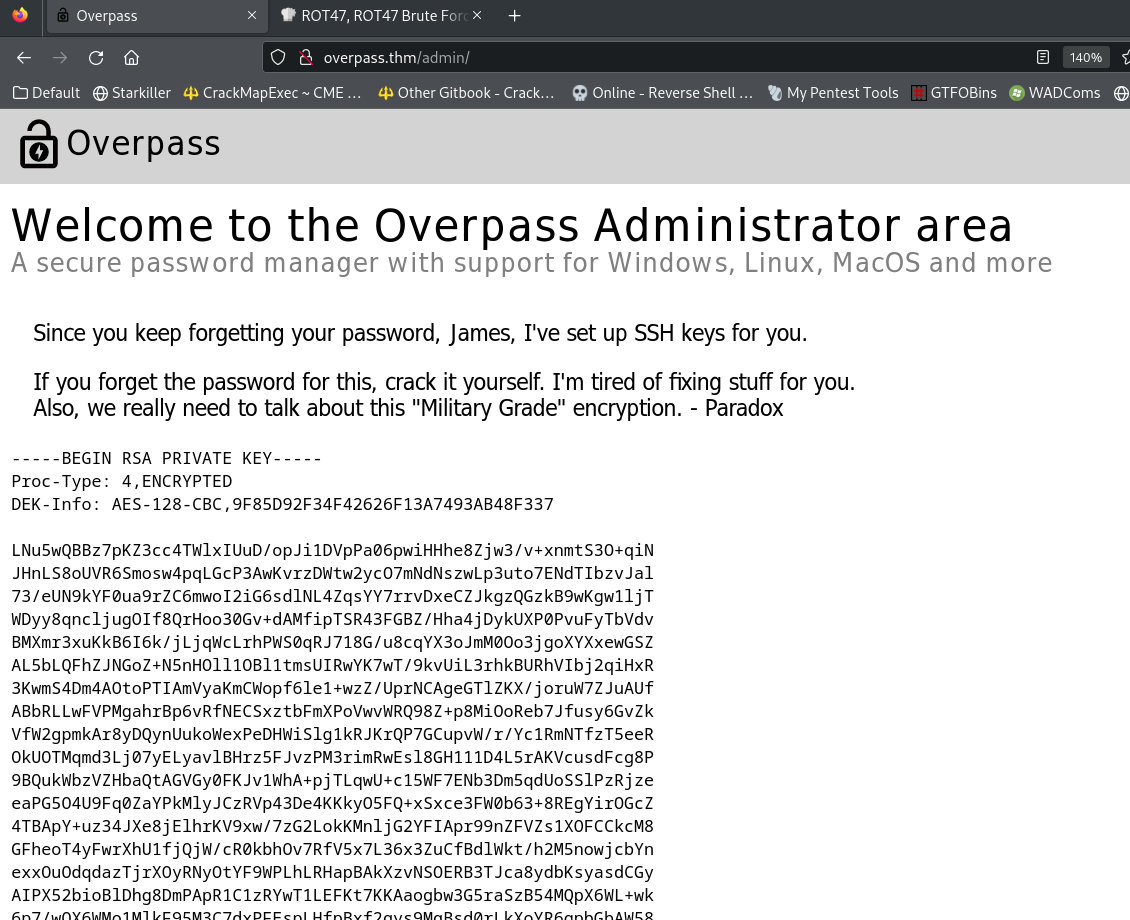 Overpass
ROT47, ROT47 Brute Forc
overpass.thm/admin/
140%
Default
Starkiller
CrackMapExec ~ CME ...
Other Gitbook - Crack...
Online - Reverse Shell ...
My Pentest Tools
GTFOBins
WADComs
Overpass
Welcome to the Overpass Administrator area
A secure password manager with support for Windows, Linux, MacOS and more
Since you keep forgetting your password, James, I've set up SSH keys for you.
If you forget the password for this, crack it yourself. I'm tired of fixing stuff for you.
Also, we really need to talk about this "Military Grade" encryption. - Paradox
-----BEGIN RSA PRIVATE KEY-----
Proc-Type: 4,ENCRYPTED
DEK-Info: AES-128-CBC,9F85D92F34F42626F13A7493AB48F337
LNu5wQBBz7pKZ3cc4TWlxIUuD/opJi1DVpPa06pwiHHhe8Zjw3/v+xnmtS3O+qiN
JHnLS8oUVR6Smosw4pqLGcP3AwKvrzDWtw2ycO7mNdNszwLp3uto7ENdTIbzvJal
73/eUN9kYF0ua9rZC6mwoI2iG6sdlNL4ZqsYY7rrvDxeCZJkgzQGzkB9wKgw1ljT
WDyy8qncljugOIf8QrHoo30Gv+dAMfipTSR43FGBZ/Hha4jDykUXP0PvuFyTbVdv
BMXmr3xuKkB6I6k/jLjqWcLrhPWS0qRJ718G/u8cqYX3oJmM0Oo3jgoXYXxewGSZ
AL5bLQFhZJNGoZ+N5nHOll1OBl1tmsUIRwYK7wT/9kvUiL3rhkBURhVIbj2qiHxR
3KwmS4Dm4AOtoPTIAmVyaKmCWopf6le1+wzZ/UprNCAgeGTlZKX/joruW7ZJuAUf
ABbRLLwFVPMgahrBp6vRfNECSxztbFmXPoVwvWRQ98Z+p8MiOoReb7Jfusy6GvZk
VfW2gpmkAr8yDQynUukoWexPeDHWiSlg1kRJKrQP7GCupvW/r/Yc1RmNTfzT5eeR
OkUOTMqmd3Lj07yELyavlBHrz5FJvzPM3rimRwEsl8GH111D4L5rAKVcusdFcg8P
9BQukWbzVZHbaQtAGVGy0FKJv1WhA+pjTLqwU+c15WF7ENb3Dm5qdUoSSlPzRjze
eaPG5O4U9Fq0ZaYPkMlyJCzRVp43De4KKkyO5FQ+xSxce3FW0b63+8REgYirOGcZ
4TBApY+uz34JXe8jElhrKV9xw/7zG2LokKMnljG2YFIApr99nZFVZs1XOFCCkcM8
GFheoT4yFwrXhU1fjQjW/cR0kbhOv7RfV5x7L36x3ZuCfBdlWkt/h2M5nowjcbYn
exxOuOdqdazTjrXOyRNyOtYF9WPLhLRHapBAkXzvNSOERB3TJca8ydbKsyasdCGy
AIPX52bioBlDhg8DmPApR1C1zRYwT1LEFKt7KKAaogbw3G5raSzB54MQpX6WL+wk